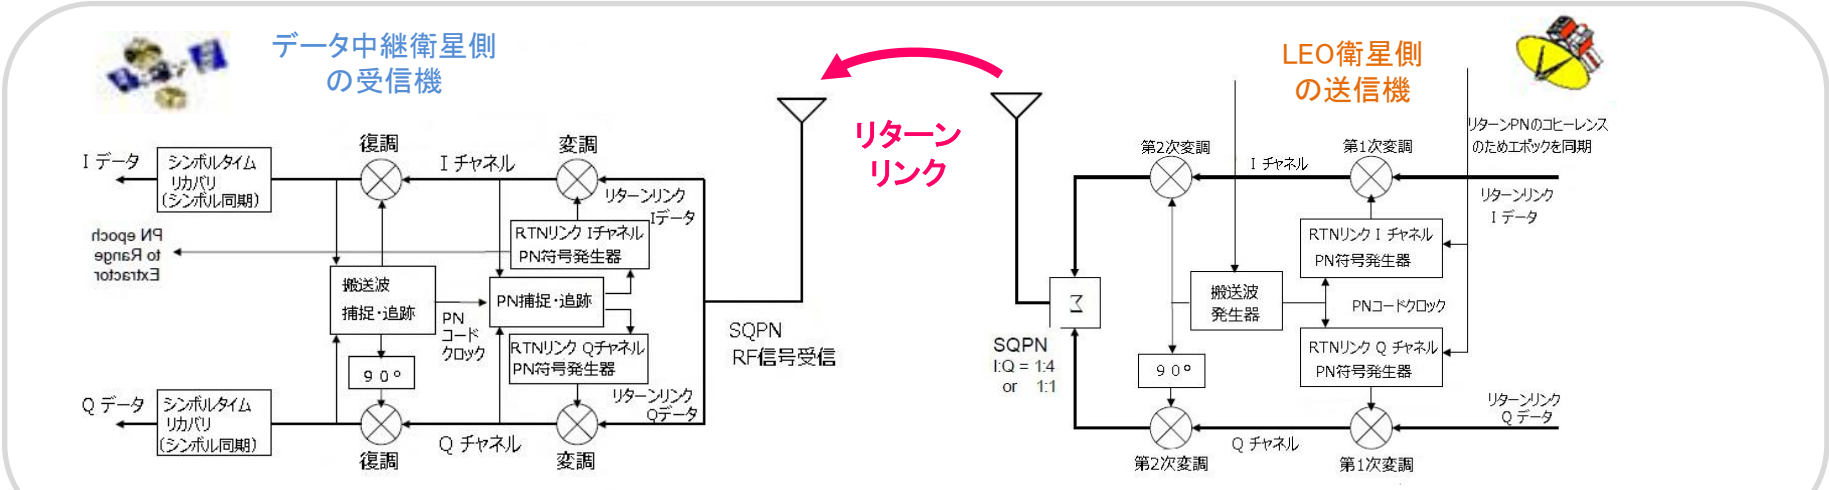 データ中継衛星側
の受信機
リターン
リンク
LEO衛星側
の送信機
I データ
シンボルタイム
リカバリ
(シンボル同期)
復調
I チャネル
変調
リターンリンク
Iデータ
RTNリンク Iチャネル
PN符号発生器
PN epoch
to Range
Extractor
搬送波
捕捉・追跡
PN
コード
クロック
PN捕捉・追跡
RTNリンク Qチャネル
PN符号発生器
90°
リターンリンク
Qデータ
Q データ
シンボルタイム
リカバリ
(シンボル同期)
復調
Q チャネル
変調
SQPN
RF信号受信
リターンPNのコヒーレンス
のためエポックを同期
第2次変調
I チャネル
第1次変調
リターンリンク
I データ
RTNリンク I チャネル
PN符号発生器
搬送波
発生器
PNコードクロック
Σ
SQPN
I:Q = 1:4
or 1:1
RTNリンク Q チャネル
PN符号発生器
90°
リターンリンク
Q データ
第2次変調
Q チャネル
第1次変調